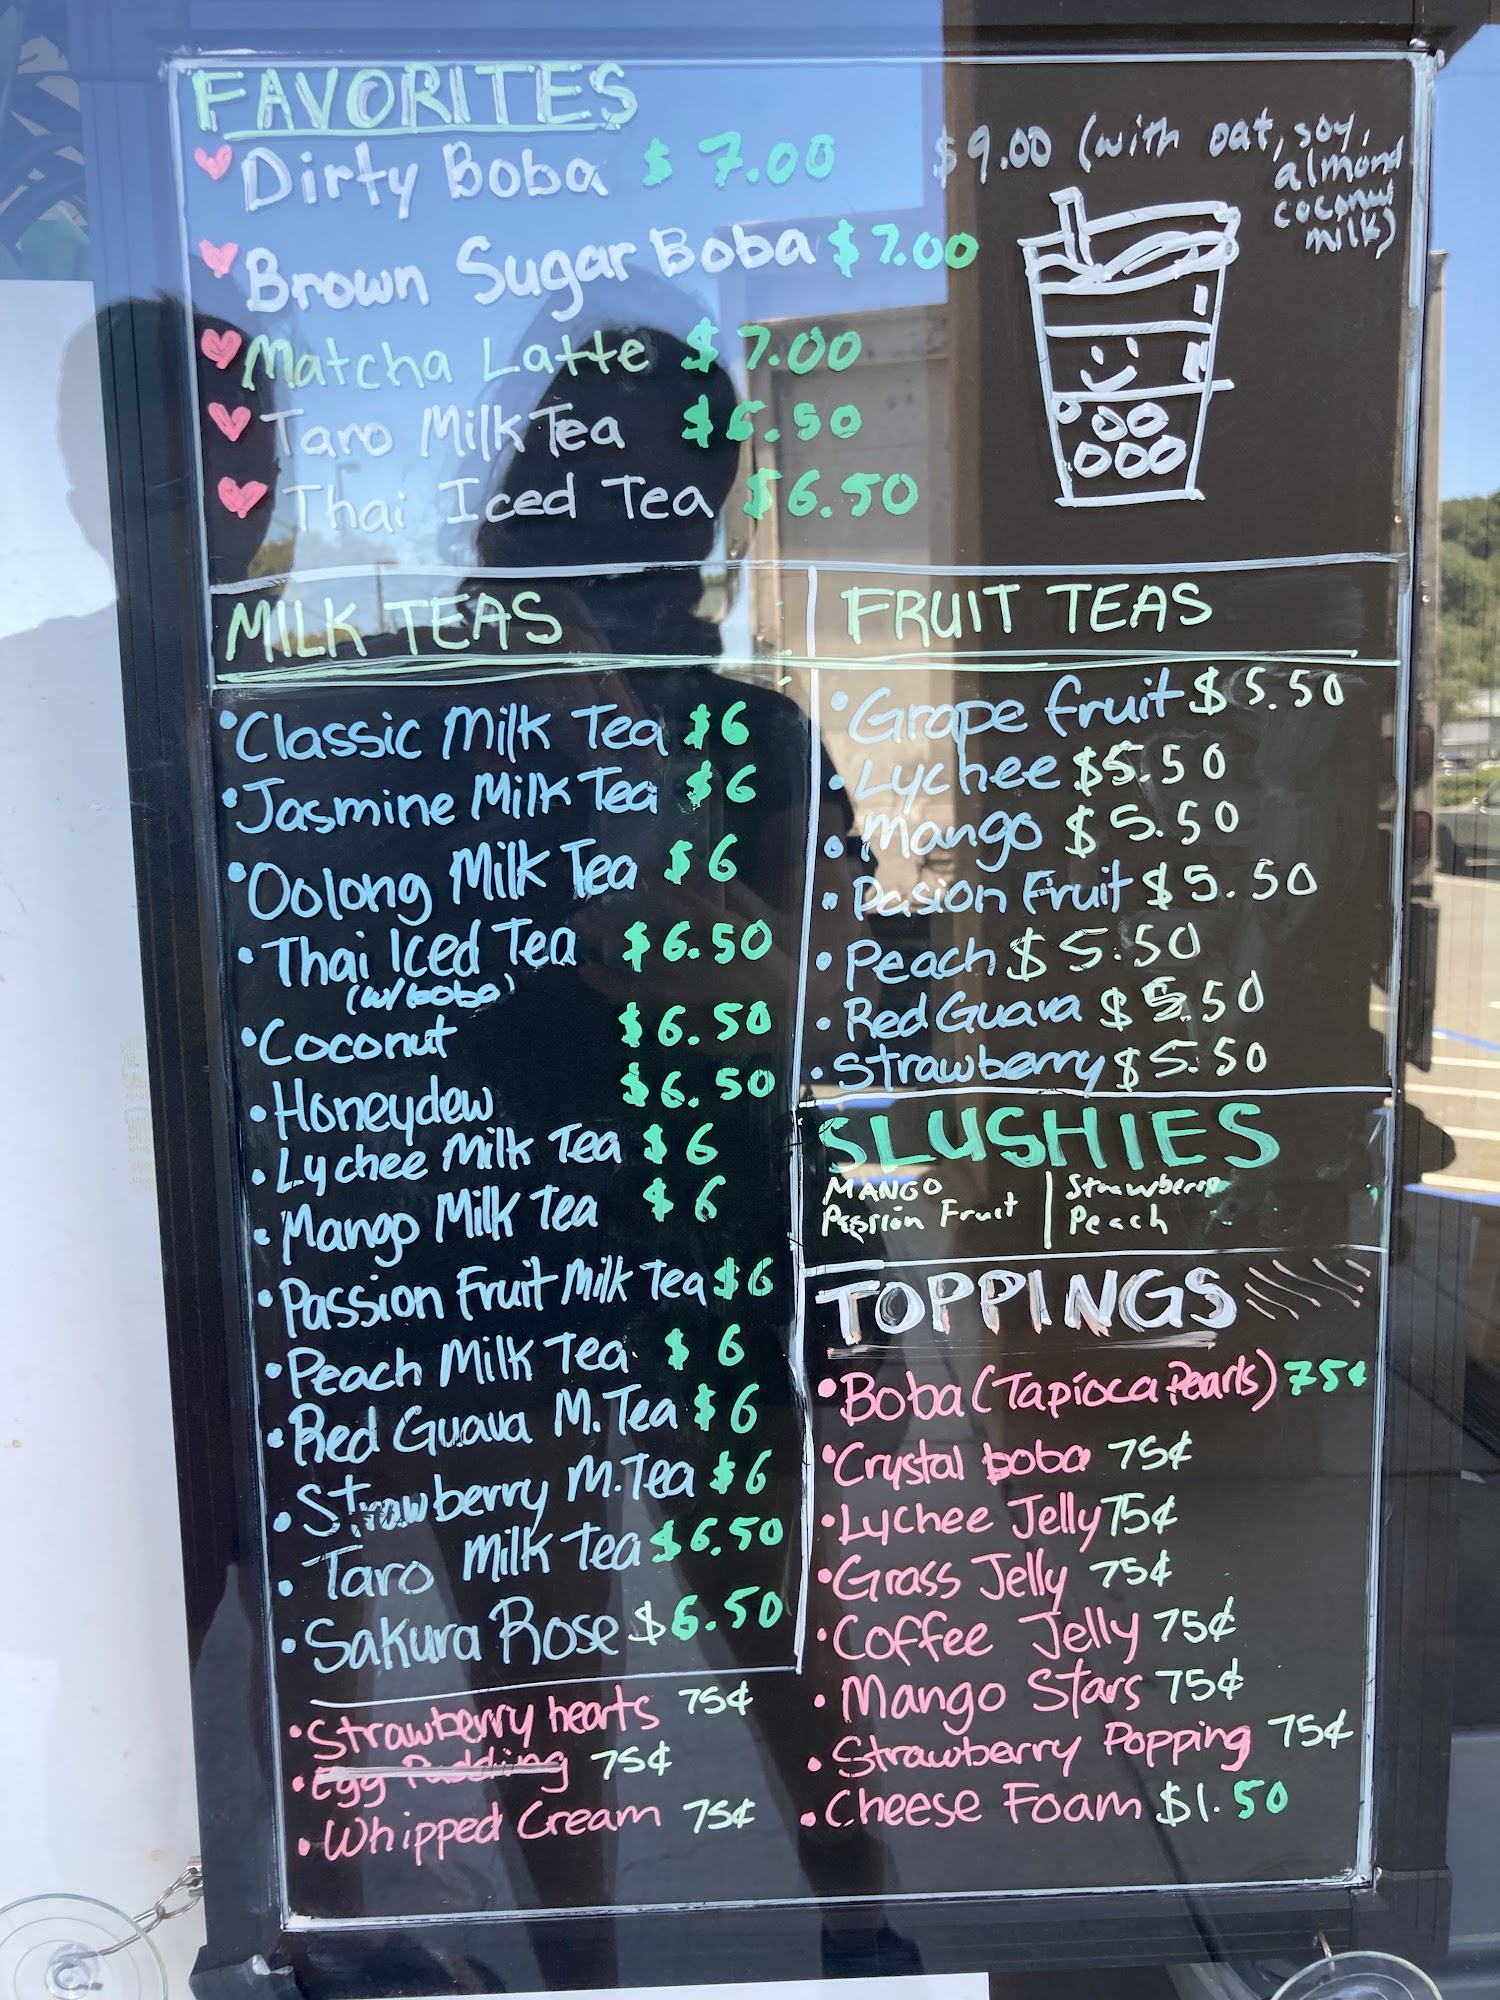 FAVORITES
Dirty Boba $7.00 $9.00 (with oat, soy,
almond
coconut
milk)
Brown Sugar Boba $7.00
Matcha Latte $7.00
Taro Milk Tea $6.50
Thai Iced Tea $6.50
MILK TEAS
• Classic Milk Tea $6
• Jasmine Milk Tea $6
• Oolong Milk Tea $6
• Thai Iced Tea $6.50
(w/boba)
• Coconut $6.50
• Honeydew $6.50
• Lychee Milk Tea $6
• Mango Milk Tea $6
• Passion Fruit Milk Tea $6
• Peach Milk Tea $6
• Red Guava M. Tea $6
• Strawberry M. Tea $6
• Taro Milk Tea $6.50
• Sakura Rose $6.50
• Strawberry hearts 75¢
• Egg Pudding 75¢
• Whipped Cream 75¢
FRUIT TEAS
• Grape fruit $5.50
• Lychee $5.50
• Mango $5.50
• Pasion Fruit $5.50
• Peach $5.50
• Red Guava $5.50
• Strawberry $5.50
SLUSHIES
MANGO | Strawberry
Passion Fruit | Peach
TOPPINGS
• Boba (Tapioca Pearls) 75¢
• Crystal boba 75¢
• Lychee Jelly 75¢
• Grass Jelly 75¢
• Coffee Jelly 75¢
• Mango Stars 75¢
• Strawberry Popping 75¢
• Cheese Foam $1.50